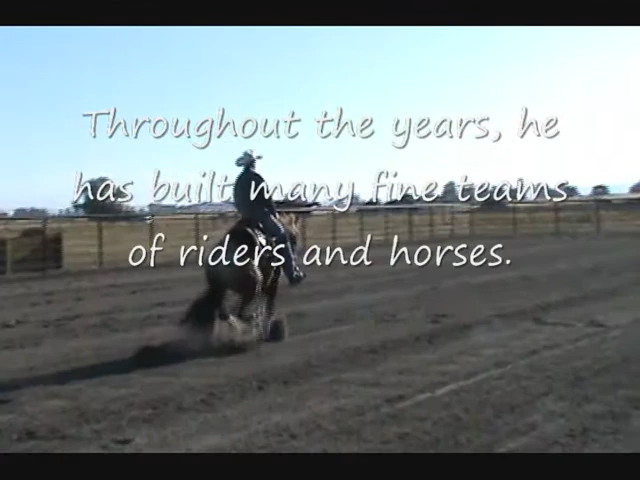 Throughout the years, he
has built many fine teams
of riders and horses.